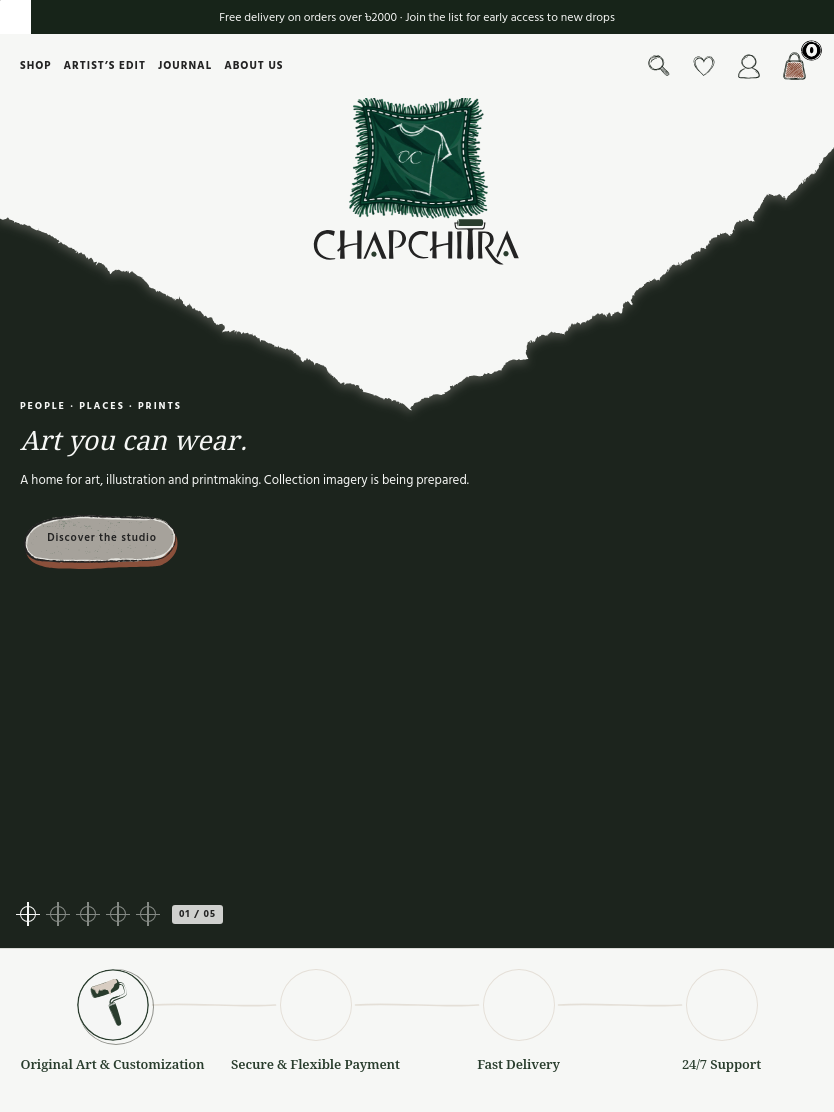 Free delivery on orders over ৳2000 · Join the list for early access to new drops
SHOP ARTIST’S EDIT JOURNAL ABOUT US
0
CC
CHAPCHITRA
PEOPLE · PLACES · PRINTS
Art you can wear.
A home for art, illustration and printmaking. Collection imagery is being prepared.
Discover the studio
01 / 05
Original Art & Customization Secure & Flexible Payment Fast Delivery 24/7 Support